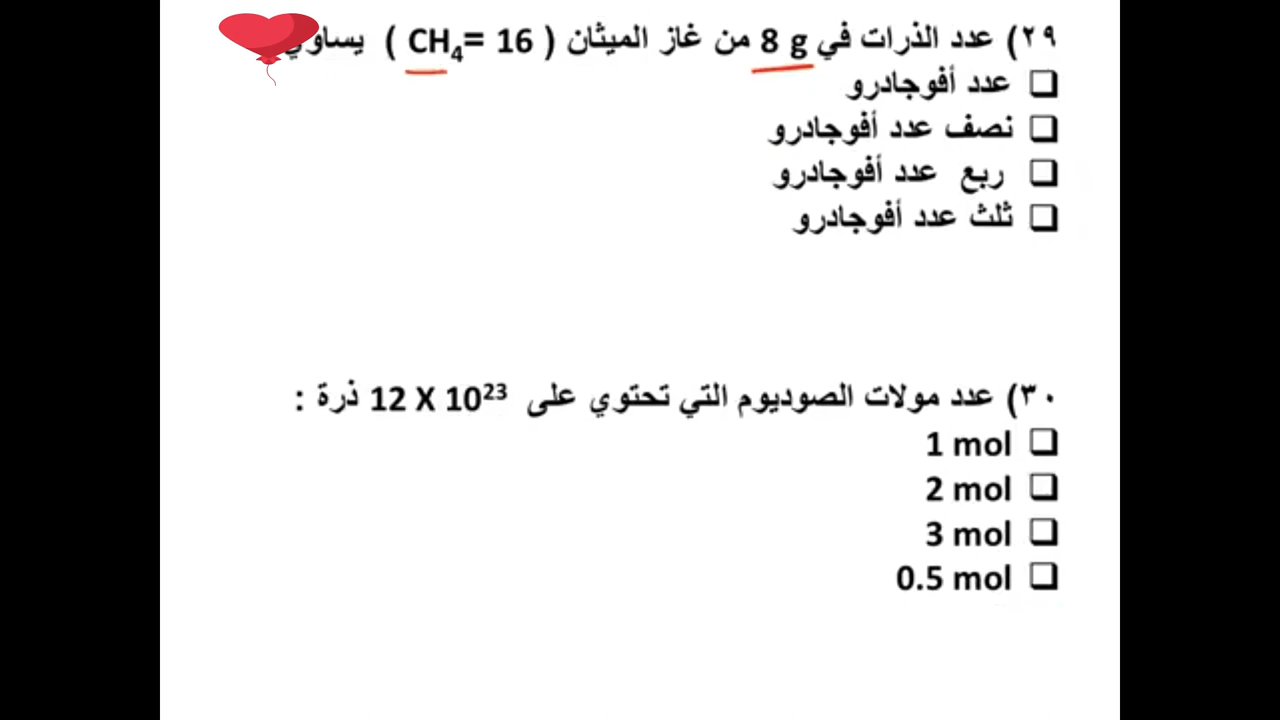 ٢٩) عدد الذرات في 8 g من غاز الميثان ( CH₄= 16 ) يساوي
عدد أفوجادرو
نصف عدد أفوجادرو
ربع عدد أفوجادرو
ثلث عدد أفوجادرو
٣٠) عدد مولات الصوديوم التي تحتوي على 12 X 10²³ ذرة :
1 mol
2 mol
3 mol
0.5 mol